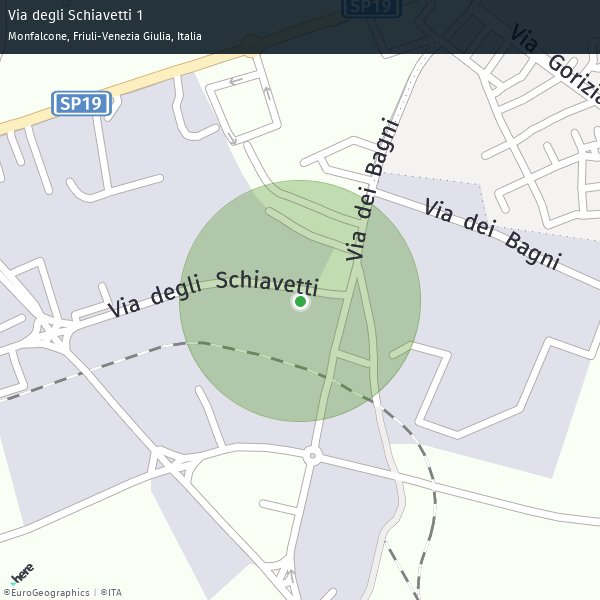 Via degli Schiavetti 1
Monfalcone, Friuli-Venezia Giulia, Italia
SP19
Via Gorizia
SP19
Via dei Bagni
Via dei Bagni
Via degli Schiavetti
here
©EuroGeographics | ©ITA